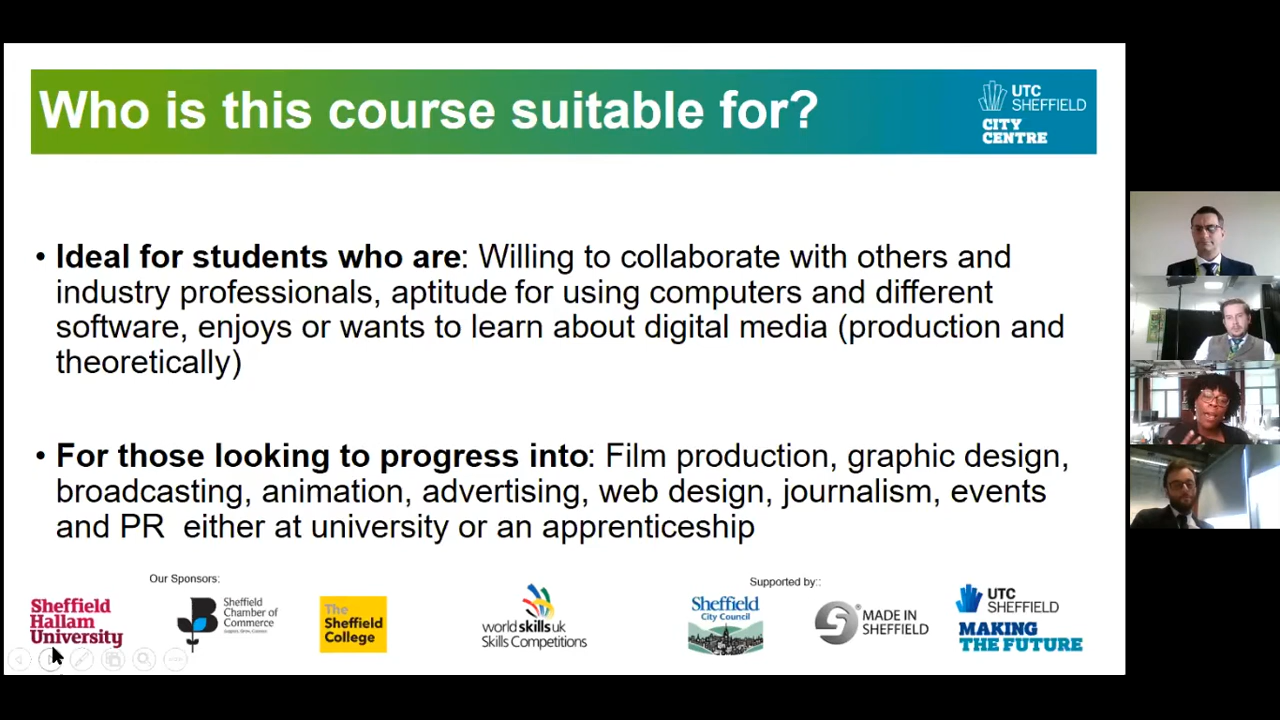 Who is this course suitable for?
UTC
SHEFFIELD
CITY
CENTRE
• Ideal for students who are: Willing to collaborate with others and
industry professionals, aptitude for using computers and different
software, enjoys or wants to learn about digital media (production and
theoretically)
• For those looking to progress into: Film production, graphic design,
broadcasting, animation, advertising, web design, journalism, events
and PR either at university or an apprenticeship
Our Sponsors:
Supported by::
Sheffield
Hallam
University
Sheffield
Chamber of
Commerce
The
Sheffield
College
worldskillsuk
Skills Competitions
Sheffield
City Council
MADE IN
SHEFFIELD
UTC
SHEFFIELD
MAKING
THE FUTURE